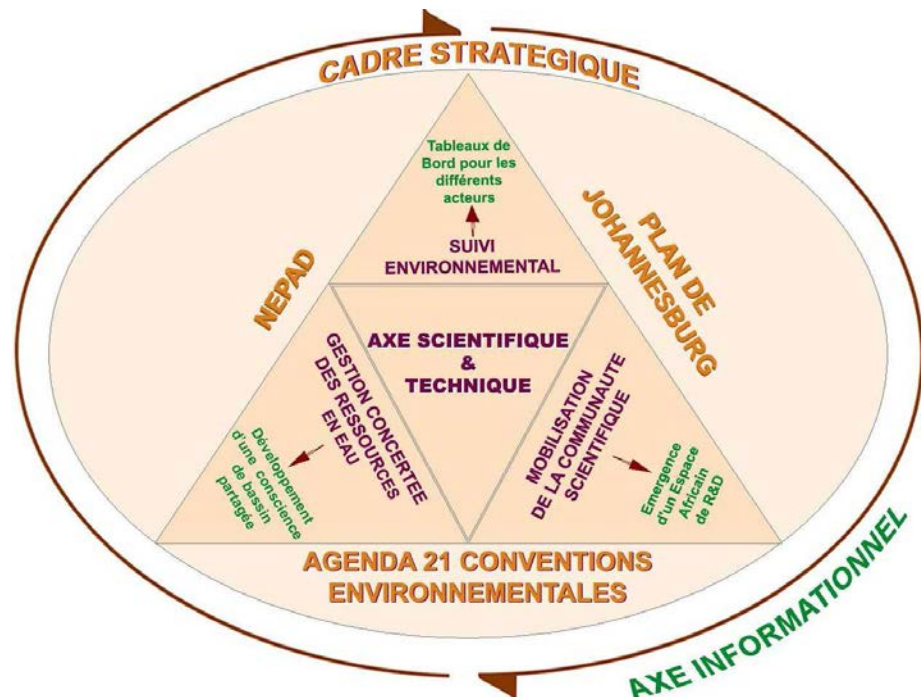 CADRE STRATEGIQUE
Tableaux de
Bord pour les
différents
acteurs
SUIVI
ENVIRONNEMENTAL
NEPAD
PLAN DE
JOHANNESBURG
AXE SCIENTIFIQUE
&
TECHNIQUE
GESTION CONCERTEE
DES RESSOURCES
EN EAU
Développement
d'une conscience
de bassin
partagée
MOBILISATION
DE LA COMMUNAUTE
SCIENTIFIQUE
Emergence
d'un Espace
Africain
de R&D
AGENDA 21 CONVENTIONS
ENVIRONNEMENTALES
AXE INFORMATIONNEL